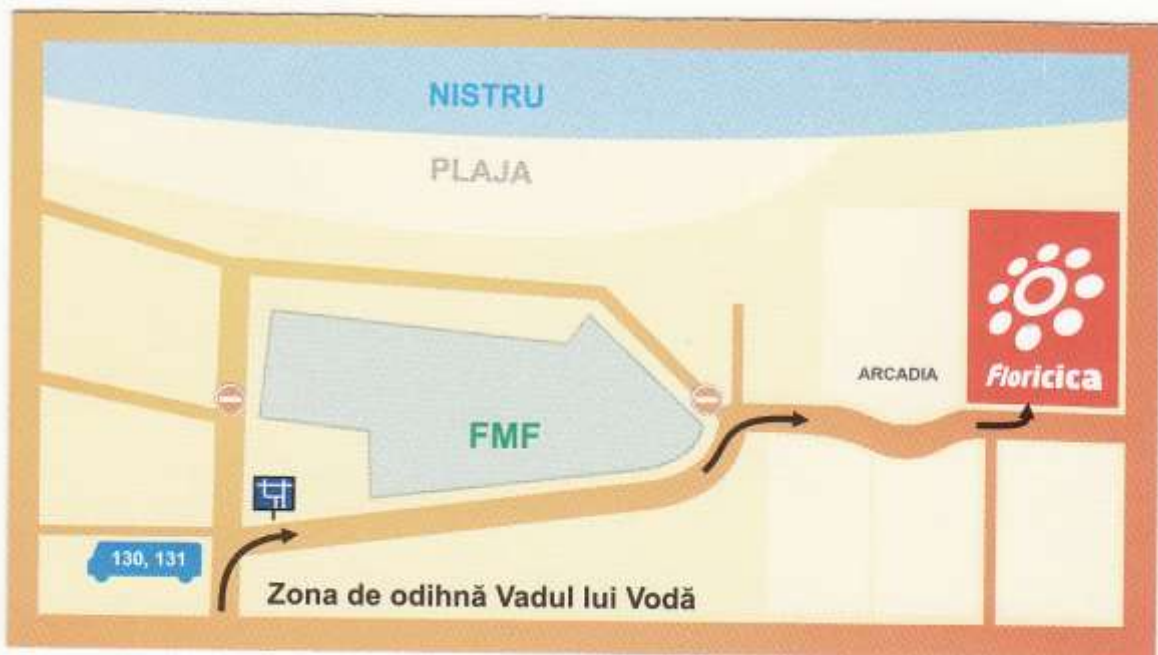 NISTRU
PLAJA
ARCADIA
Floricica
FMF
130, 131
Zona de odihnă Vadul lui Vodă